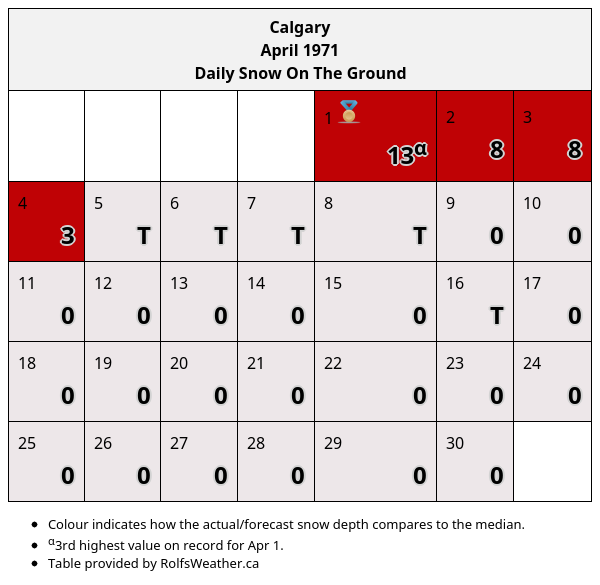 Calgary
April 1971
Daily Snow On The Ground
1 2 3
13α 8 8
4 5 6 7 8 9 10
3 T T T T 0 0
11 12 13 14 15 16 17
0 0 0 0 0 T 0
18 19 20 21 22 23 24
0 0 0 0 0 0 0
25 26 27 28 29 30
0 0 0 0 0 0
• Colour indicates how the actual/forecast snow depth compares to the median.
• α3rd highest value on record for Apr 1.
• Table provided by RolfsWeather.ca